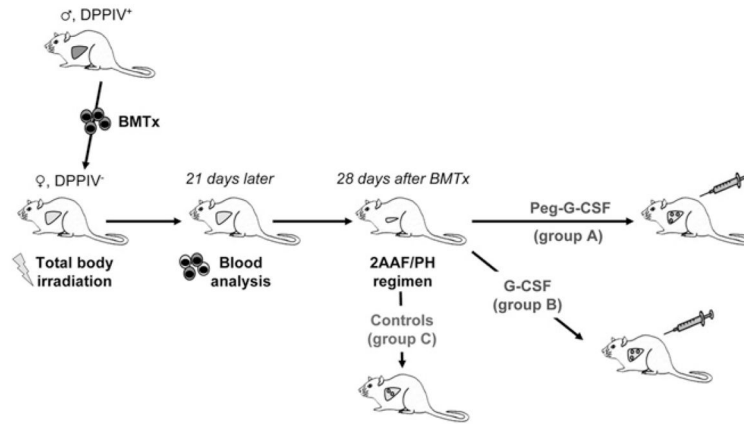 ♂, DPPIV⁺
BMTx
♀, DPPIV⁻
21 days later
28 days after BMTx
Peg-G-CSF
(group A)
Total body
irradiation
Blood
analysis
2AAF/PH
regimen
G-CSF
(group B)
Controls
(group C)